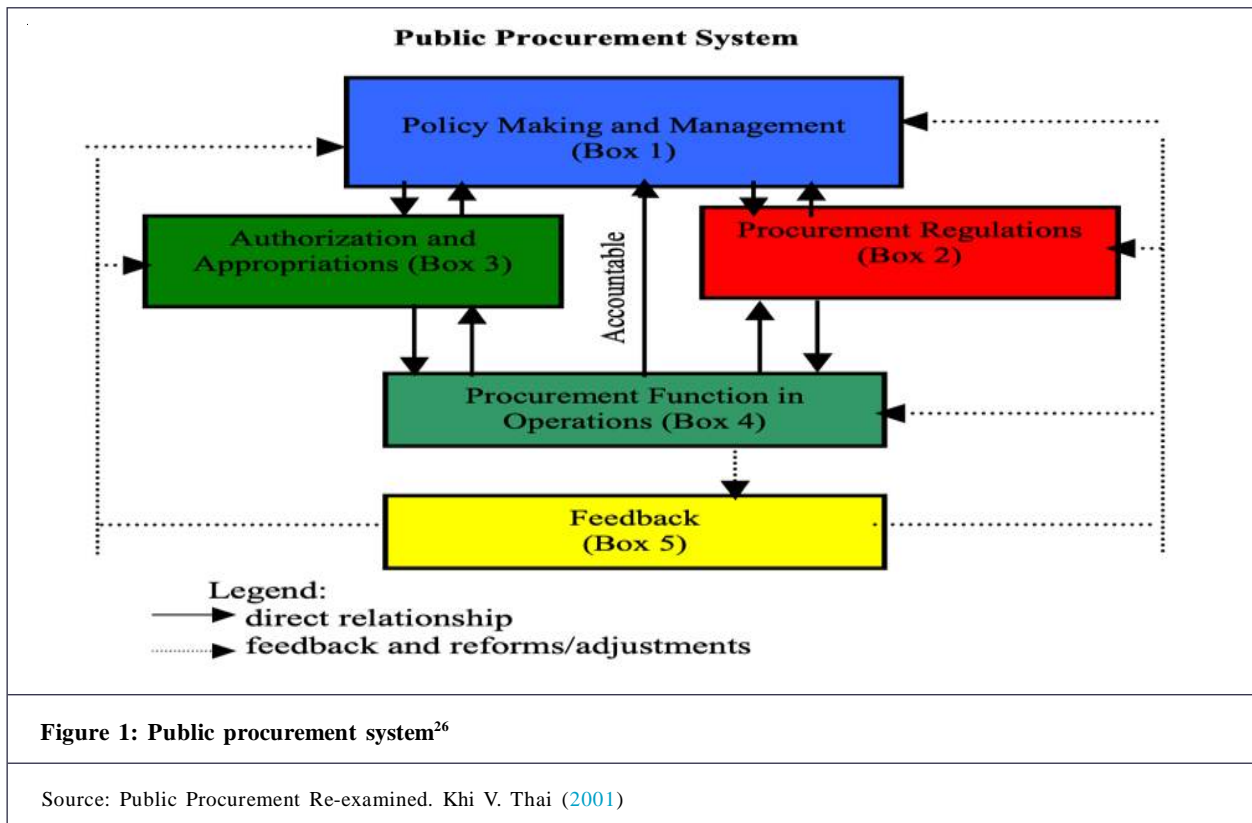 Public Procurement System
Policy Making and Management
(Box 1)
Authorization and
Appropriations (Box 3)
Accountable
Procurement Regulations
(Box 2)
Procurement Function in
Operations (Box 4)
Feedback
(Box 5)
Legend:
direct relationship
feedback and reforms/adjustments
Figure 1: Public procurement system26
Source: Public Procurement Re-examined. Khi V. Thai (2001)